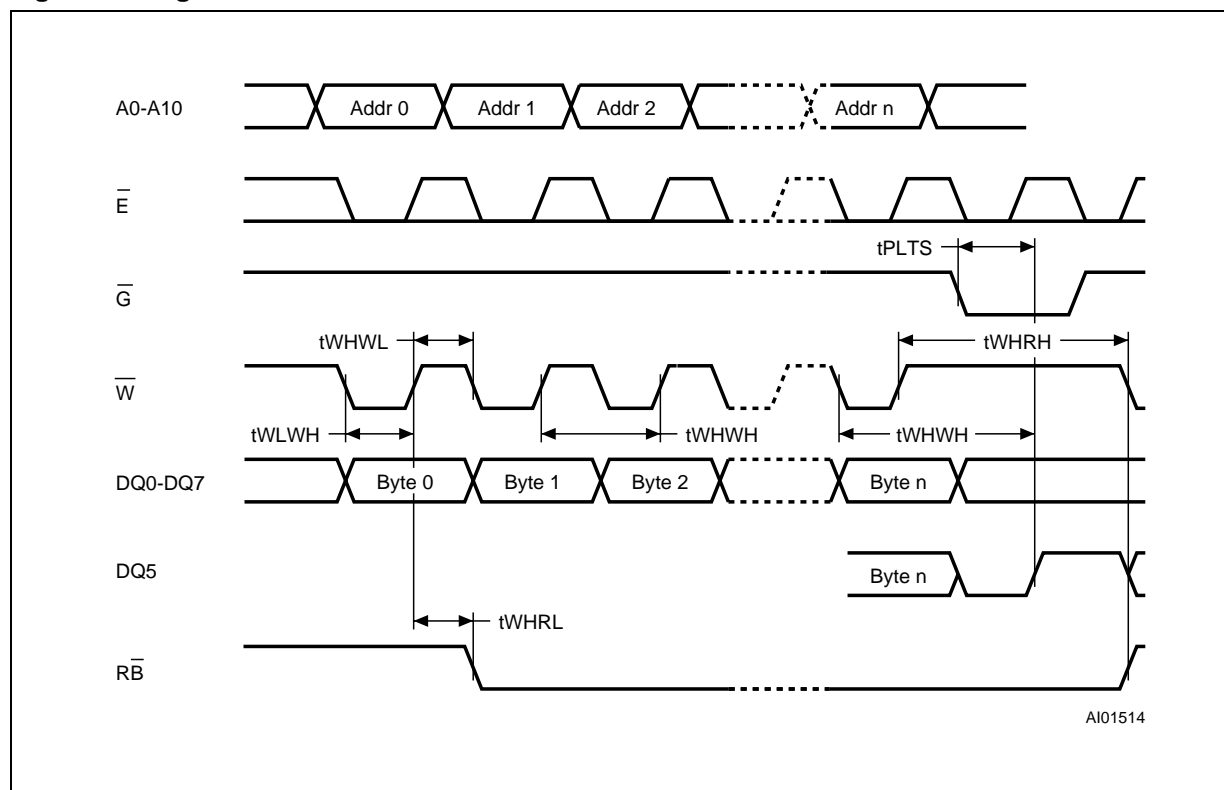 A0-A10
Addr 0
Addr 1
Addr 2
Addr n
E
tPLTS
G
tWHWL
tWHRH
W
tWLWH
tWHWH
tWHWH
DQ0-DQ7
Byte 0
Byte 1
Byte 2
Byte n
DQ5
Byte n
tWHRL
RB
AI01514